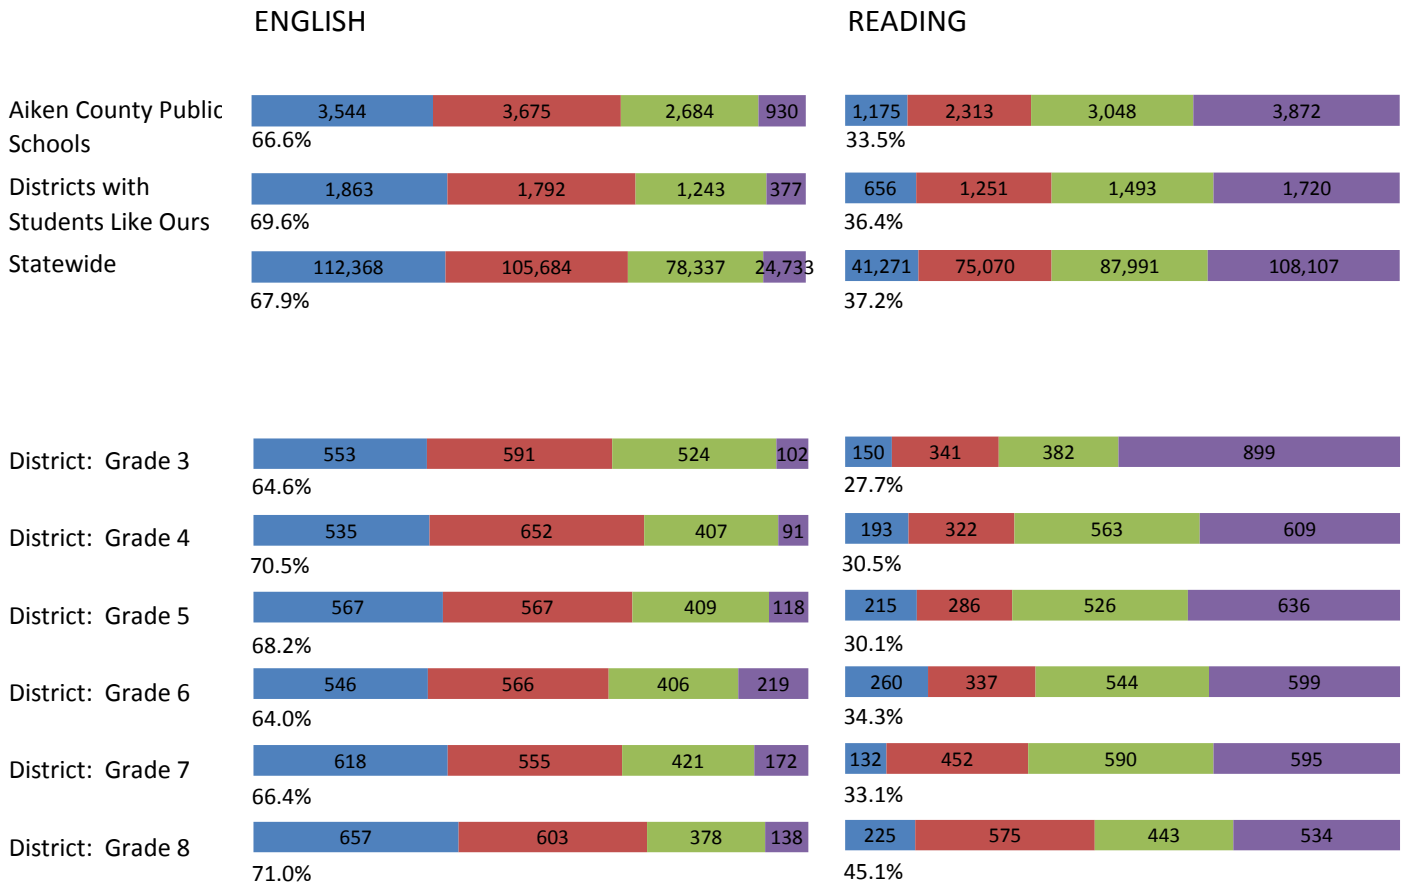 ENGLISH READING
Aiken County Public 3,544 3,675 2,684 930 1,175 2,313 3,048 3,872
Schools 66.6% 33.5%
Districts with 1,863 1,792 1,243 377 656 1,251 1,493 1,720
Students Like Ours 69.6% 36.4%
Statewide 112,368 105,684 78,337 24,733 41,271 75,070 87,991 108,107
67.9% 37.2%
District: Grade 3 553 591 524 102 150 341 382 899
64.6% 27.7%
District: Grade 4 535 652 407 91 193 322 563 609
70.5% 30.5%
District: Grade 5 567 567 409 118 215 286 526 636
68.2% 30.1%
District: Grade 6 546 566 406 219 260 337 544 599
64.0% 34.3%
District: Grade 7 618 555 421 172 132 452 590 595
66.4% 33.1%
District: Grade 8 657 603 378 138 225 575 443 534
71.0% 45.1%